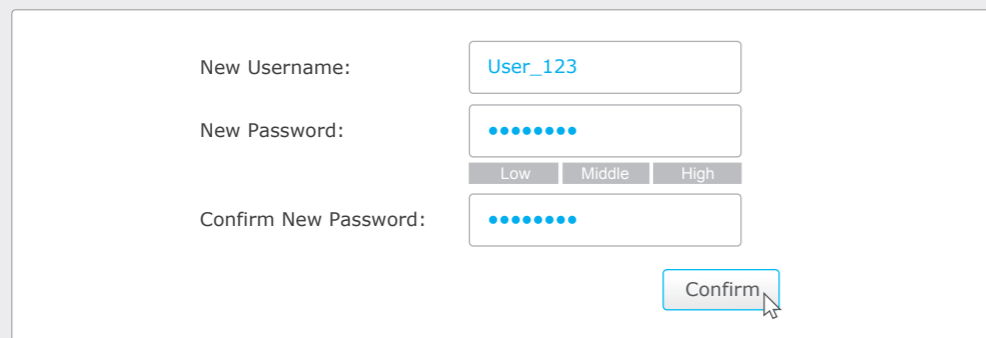 New Username: User_123
New Password: ••••••••
Low Middle High
Confirm New Password: ••••••••
Confirm